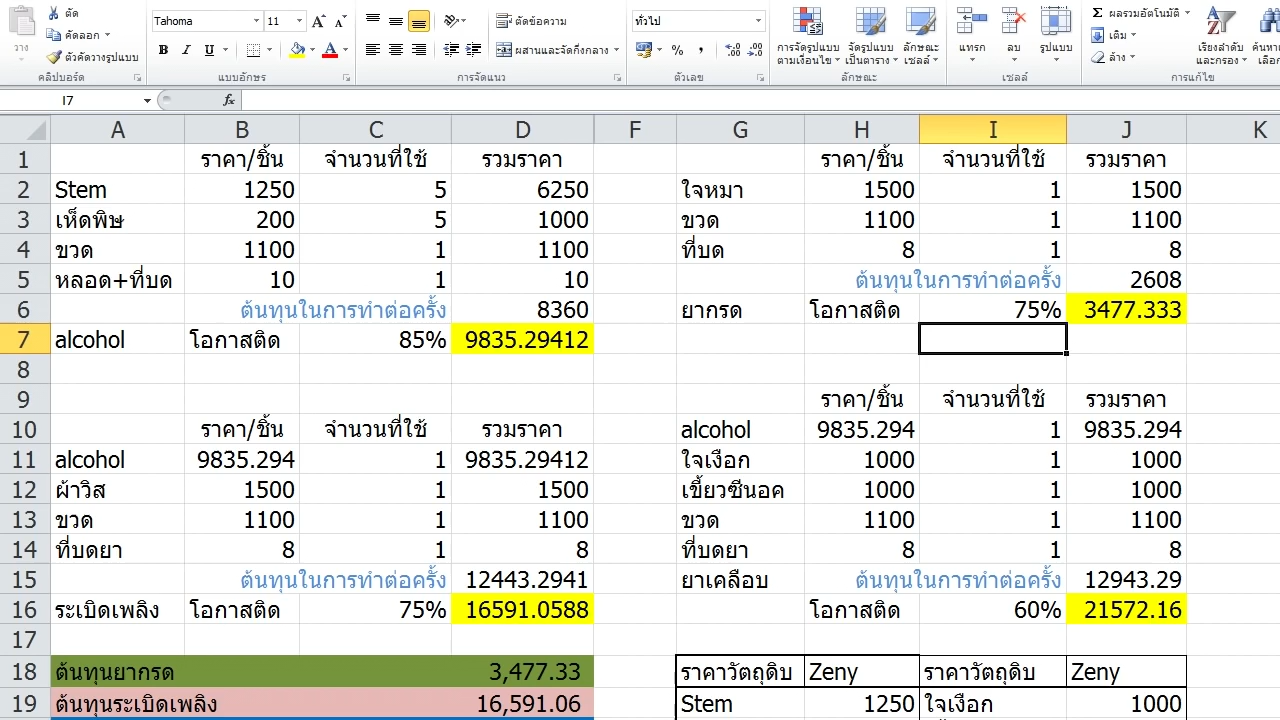 วาง
ตัด
คัดลอก
ตัวคัดวางรูปแบบ
คลิปบอร์ด
Tahoma 11
A A
B I U
A
แบบอักษร
ตัดข้อความ
ผสานและจัดกึ่งกลาง
การจัดแนว
ทั่วไป
% ,
ตัวเลข
การจัดรูปแบบ
ตามเงื่อนไข
จัดรูปแบบ
เป็นตาราง
ลักษณะ
เซลล์
ลักษณะ
แทรก ลบ รูปแบบ
เซลล์
Σ ผลรวมอัตโนมัติ
เติม
ล้าง
เรียงลำดับ
และกรอง
การแก้ไข
I7 fx
A B C D F G H I J K
1 ราคา/ชิ้น จำนวนที่ใช้ รวมราคา ราคา/ชิ้น จำนวนที่ใช้ รวมราคา
2 Stem 1250 5 6250 ใจหมา 1500 1 1500
3 เห็ดพิษ 200 5 1000 ขวด 1100 1 1100
4 ขวด 1100 1 1100 ที่บด 8 1 8
5 หลอด+ที่บด 10 1 10 ต้นทุนในการทำต่อครั้ง 2608
6 ต้นทุนในการทำต่อครั้ง 8360 ยากรด โอกาสติด 75% 3477.333
7 alcohol โอกาสติด 85% 9835.29412
8
9 ราคา/ชิ้น จำนวนที่ใช้ รวมราคา
10 ราคา/ชิ้น จำนวนที่ใช้ รวมราคา alcohol 9835.294 1 9835.294
11 alcohol 9835.294 1 9835.29412 ใจเงือก 1000 1 1000
12 ผ้าวิส 1500 1 1500 เขี้ยวซีนอค 1000 1 1000
13 ขวด 1100 1 1100 ขวด 1100 1 1100
14 ที่บดยา 8 1 8 ที่บดยา 8 1 8
15 ต้นทุนในการทำต่อครั้ง 12443.2941 ยาเคลือบ ต้นทุนในการทำต่อครั้ง 12943.29
16 ระเบิดเพลิง โอกาสติด 75% 16591.0588 โอกาสติด 60% 21572.16
17
18 ต้นทุนยากรด 3,477.33 ราคาวัตถุดิบ Zeny ราคาวัตถุดิบ Zeny
19 ต้นทุนระเบิดเพลิง 16,591.06 Stem 1250 ใจเงือก 1000